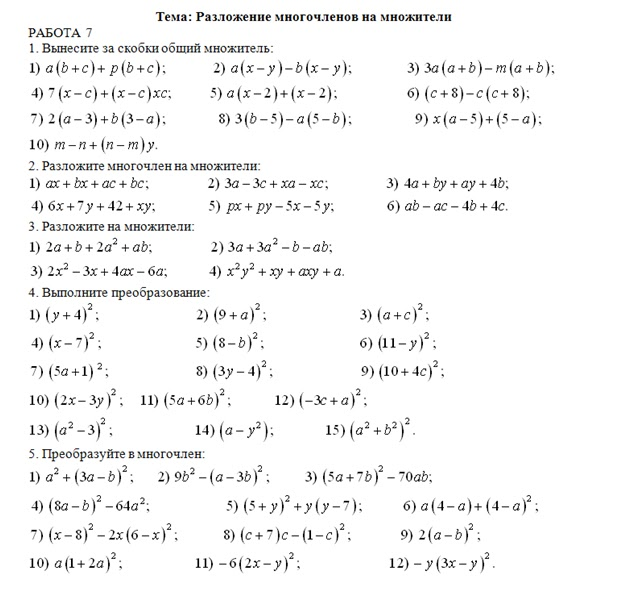 Тема: Разложение многочленов на множители
РАБОТА 7
1. Вынесите за скобки общий множитель:
1) a(b+c)+p(b+c); 2) a(x−y)−b(x−y); 3) 3a(a+b)−m(a+b);
4) 7(x−c)+(x−c)xc; 5) a(x−2)+(x−2); 6) (c+8)−c(c+8);
7) 2(a−3)+b(3−a); 8) 3(b−5)−a(5−b); 9) x(a−5)+(5−a);
10) m−n+(n−m)y.
2. Разложите многочлен на множители:
1) ax+bx+ac+bc; 2) 3a−3c+xa−xc; 3) 4a+by+ay+4b;
4) 6x+7y+42+xy; 5) px+py−5x−5y; 6) ab−ac−4b+4c.
3. Разложите на множители:
1) 2a+b+2a²+ab; 2) 3a+3a²−b−ab;
3) 2x²−3x+4ax−6a; 4) x²y²+xy+axy+a.
4. Выполните преобразование:
1) (y+4)²; 2) (9+a)²; 3) (a+c)²;
4) (x−7)²; 5) (8−b)²; 6) (11−y)²;
7) (5a+1)²; 8) (3y−4)²; 9) (10+4c)²;
10) (2x−3y)²; 11) (5a+6b)²; 12) (−3c+a)²;
13) (a²−3)²; 14) (a−y²); 15) (a²+b²)².
5. Преобразуйте в многочлен:
1) a²+(3a−b)²; 2) 9b²−(a−3b)²; 3) (5a+7b)²−70ab;
4) (8a−b)²−64a²; 5) (5+y)²+y(y−7); 6) a(4−a)+(4−a)²;
7) (x−8)²−2x(6−x)²; 8) (c+7)c−(1−c)²; 9) 2(a−b)²;
10) a(1+2a)²; 11) −6(2x−y)²; 12) −y(3x−y)².